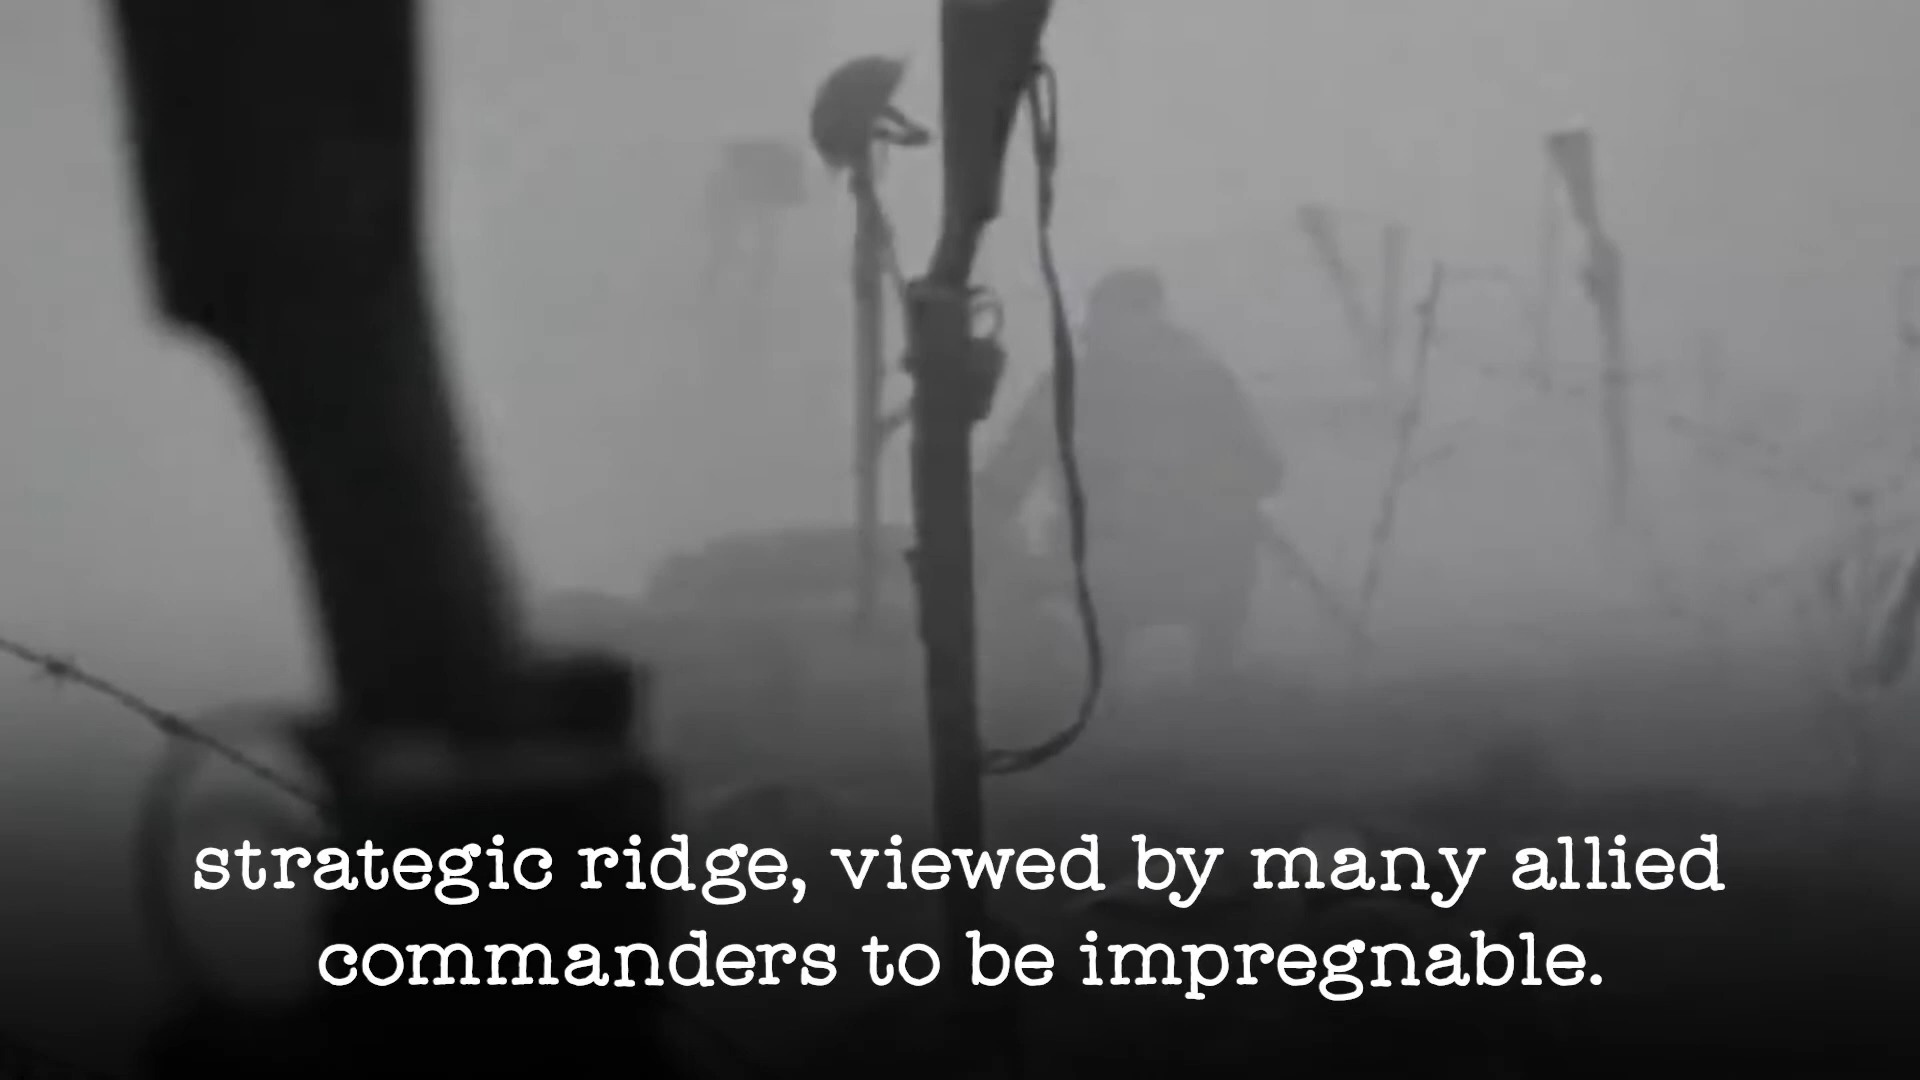 strategic ridge, viewed by many allied
commanders to be impregnable.